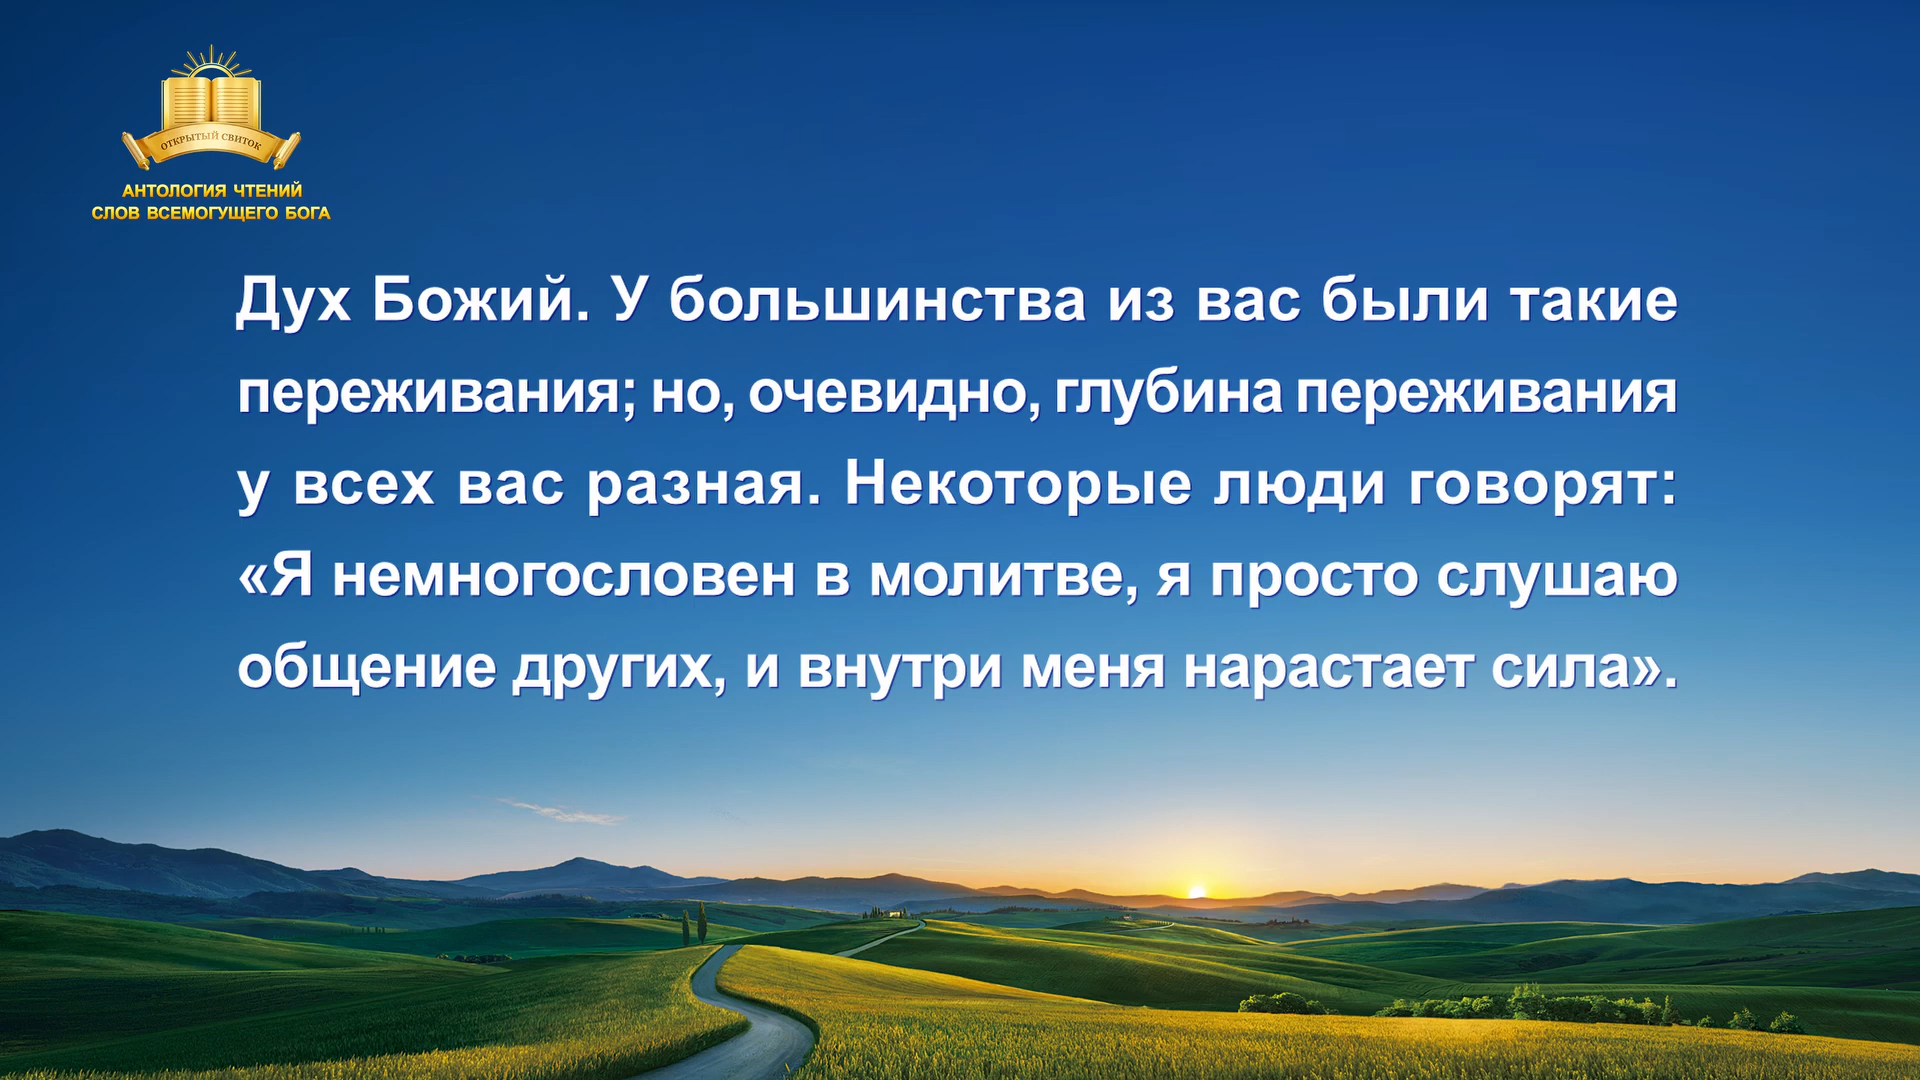 ОТКРЫТЫЙ СВИТОК
АНТОЛОГИЯ ЧТЕНИЙ
СЛОВ ВСЕМОГУЩЕГО БОГА
Дух Божий. У большинства из вас были такие
переживания; но, очевидно, глубина переживания
у всех вас разная. Некоторые люди говорят:
«Я немногословен в молитве, я просто слушаю
общение других, и внутри меня нарастает сила».